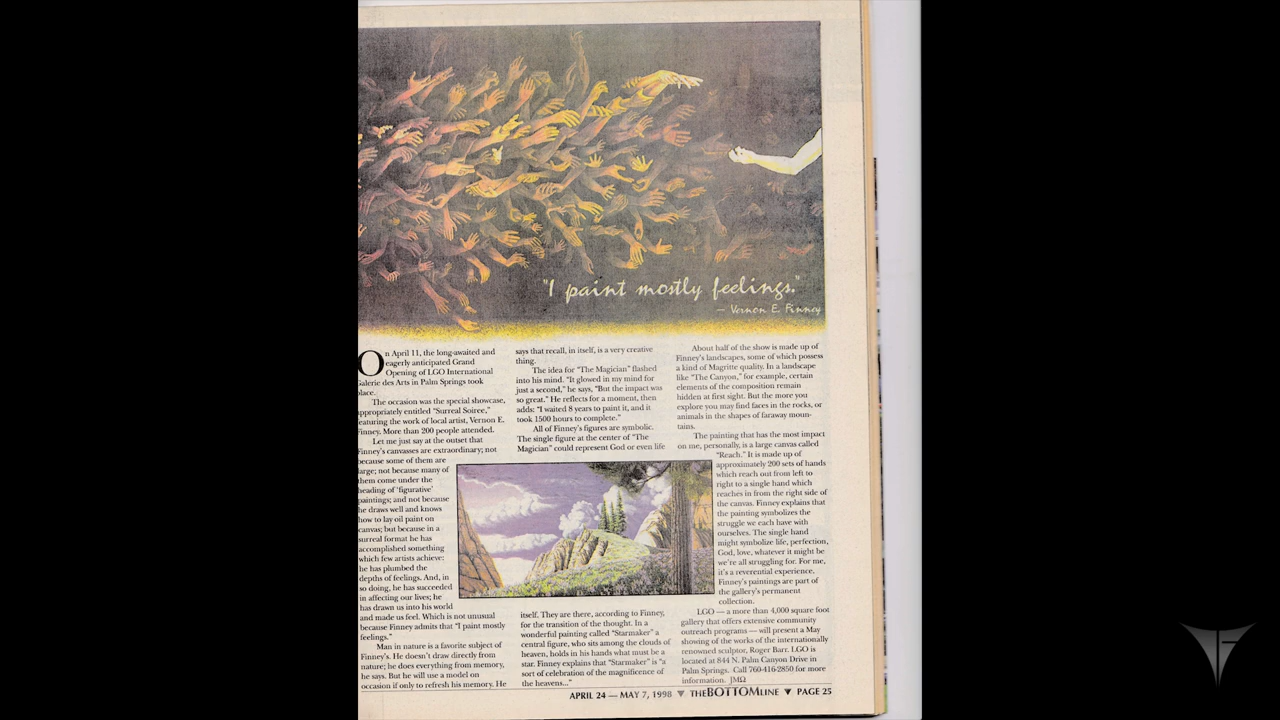 "I paint mostly feelings."
— Vernon E. Finney
On April 11, the long-awaited and
eagerly anticipated Grand
Opening of LGO International
Galerie des Arts in Palm Springs took
place.
The occasion was the special showcase,
appropriately entitled “Surreal Soiree,”
featuring the work of local artist, Vernon E.
Finney. More than 200 people attended.
Let me just say at the outset that
Finney's canvasses are extraordinary; not
because some of them are
large; not because many of
them come under the
heading of 'figurative'
paintings; and not because
he draws well and knows
how to lay oil paint on
canvas; but because in a
surreal format he has
accomplished something
which few artists achieve:
he has plumbed the
depths of feelings. And, in
so doing, he has succeeded
in affecting our lives; he
has drawn us into his world
and made us feel. Which is not unusual
because Finney admits that “I paint mostly
feelings.”
Man in nature is a favorite subject of
Finney's. He doesn't draw directly from
nature; he does everything from memory,
he says. But he will use a model on
occasion if only to refresh his memory. He
says that recall, in itself, is a very creative
thing.
The idea for “The Magician” flashed
into his mind. “It glowed in my mind for
just a second,” he says, “But the impact was
so great.” He reflects for a moment, then
adds: “I waited 8 years to paint it, and it
took 1500 hours to complete.”
All of Finney's figures are symbolic.
The single figure at the center of “The
Magician” could represent God or even life
itself. They are there, according to Finney,
for the transition of the thought. In a
wonderful painting called “Starmaker” a
central figure, who sits among the clouds of
heaven, holds in his hands what must be a
star. Finney explains that “Starmaker” is “a
sort of celebration of the magnificence of
the heavens...”
About half of the show is made up of
Finney's landscapes, some of which possess
a kind of Magritte quality. In a landscape
like “The Canyon,” for example, certain
elements of the composition remain
hidden at first sight. But the more you
explore you may find faces in the rocks, or
animals in the shapes of faraway moun-
tains.
The painting that has the most impact
on me, personally, is a large canvas called
“Reach.” It is made up of
approximately 200 sets of hands
which reach out from left to
right to a single hand which
reaches in from the right side of
the canvas. Finney explains that
the painting symbolizes the
struggle we each have with
ourselves. The single hand
might symbolize life, perfection,
God, love, whatever it might be
we're all struggling for. For me,
it's a reverential experience.
Finney's paintings are part of
the gallery's permanent
collection.
LGO — a more than 4,000 square foot
gallery that offers extensive community
outreach programs — will present a May
showing of the works of the internationally
renowned sculptor, Roger Barr. LGO is
located at 844 N. Palm Canyon Drive in
Palm Springs. Call 760-416-2850 for more
information. JMΩ
APRIL 24 — MAY 7, 1998 ▼ THE BOTTOM LINE ▼ PAGE 25
TF